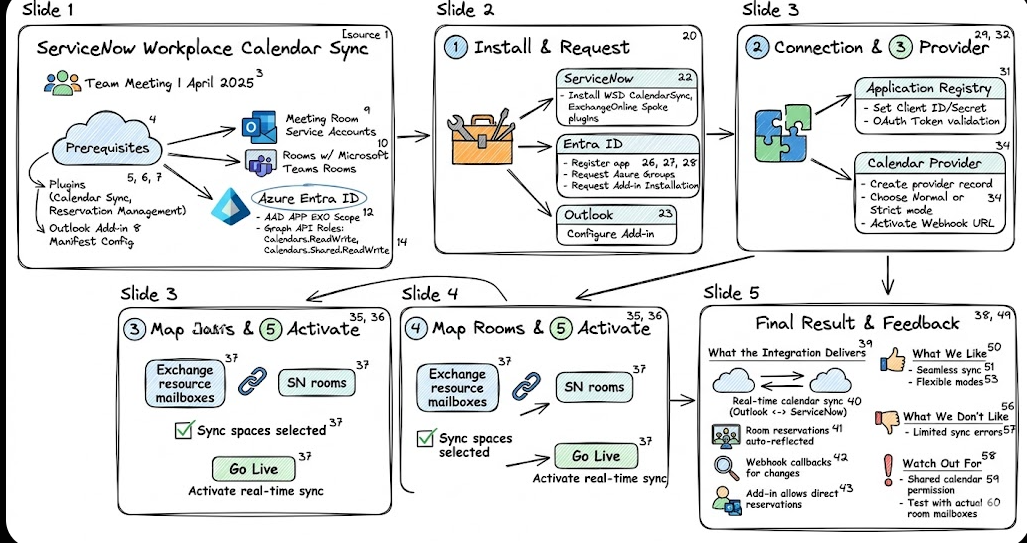 Slide 1
[source 1
ServiceNow Workplace Calendar Sync
Team Meeting | April 2025 3
Prerequisites
4
5, 6, 7
Plugins
(Calendar Sync,
Reservation Management)
Outlook Add-in &
Manifest Config
9
Meeting Room
Service Accounts
10
Rooms w/ Microsoft
Teams Rooms
Azure Entra ID
- AAD APP EXO Scope 12
- Graph API Roles:
Calendars.ReadWrite,
Calendars.Shared.ReadWrite
14
Slide 2
20
1 Install & Request
ServiceNow 22
- Install WSD CalendarSync,
ExchangeOnline Spoke
plugins
Entra ID
- Register app 26, 27, 28
- Request Azure Groups
- Request Add-in Installation
Outlook 23
Configure Add-in
Slide 3
29, 32
2 Connection & 3 Provider
31
Application Registry
- Set Client ID/Secret
- OAuth Token validation
34
Calendar Provider
- Create provider record
- Choose Normal or
Strict mode 34
- Activate Webhook URL
Slide 3
35, 36
3 Map & 5 Activate
37
Exchange
resource
mailboxes
37
SN rooms
Sync spaces selected 37
37
Go Live
Activate real-time sync
Slide 4
35, 36
4 Map Rooms & 5 Activate
37
Exchange
resource
mailboxes
37
SN rooms
Sync spaces
selected
37
Go Live
Activate real-time sync
Slide 5
38, 49
Final Result & Feedback
39
What the Integration Delivers
Real-time calendar sync 40
(Outlook <-> ServiceNow)
Room reservations 41
auto-reflected
Webhook callbacks 42
for changes
Add-in allows direct 43
reservations
What We Like 50
- Seamless sync 51
- Flexible modes 53
56
What We Don't Like
- Limited sync errors 57
Watch Out For 58
- Shared calendar 59
permission
- Test with actual 60
room mailboxes